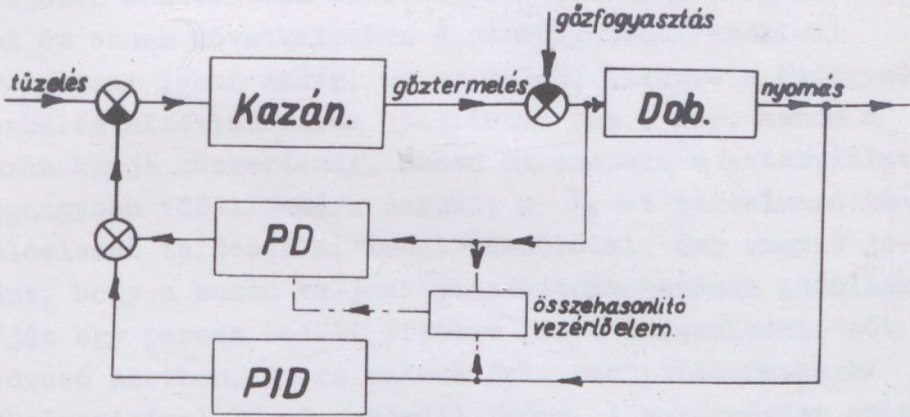 gőzfogyasztás
tüzelés
Kazán.
gőztermelés
Dob.
nyomás
PD
összehasonlító
vezérlőelem.
PID